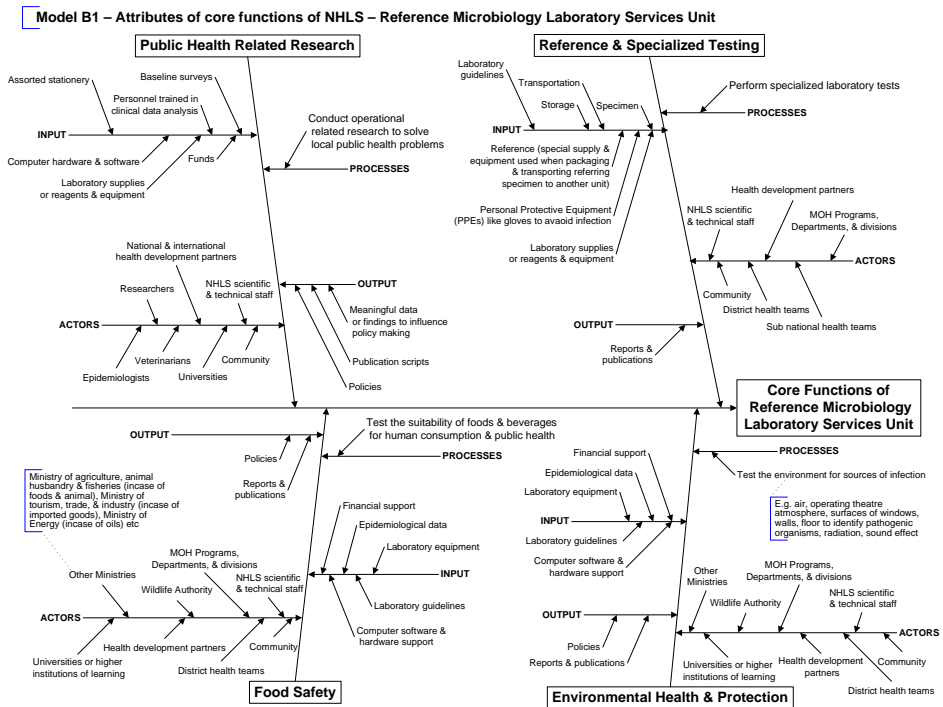 Model B1 – Attributes of core functions of NHLS – Reference Microbiology Laboratory Services Unit
Public Health Related Research
Assorted stationery
Baseline surveys
Personnel trained in
clinical data analysis
INPUT
Computer hardware & software
Funds
Laboratory supplies
or reagents & equipment
Conduct operational
related research to solve
local public health problems
PROCESSES
National & international
health development partners
Researchers
NHLS scientific
& technical staff
ACTORS
Veterinarians
Community
Epidemiologists
Universities
OUTPUT
Meaningful data
or findings to influence
policy making
Publication scripts
Policies
Reference & Specialized Testing
Laboratory
guidelines
Transportation
Storage
Specimen
INPUT
Reference (special supply &
equipment used when packaging
& transporting referring
specimen to another unit)
Personal Protective Equipment
(PPEs) like gloves to avaoid infection
Laboratory supplies
or reagents & equipment
Perform specialized laboratory tests
PROCESSES
Health development partners
NHLS scientific
& technical staff
MOH Programs,
Departments, & divisions
ACTORS
Community
District health teams
Sub national health teams
OUTPUT
Reports &
publications
Core Functions of
Reference Microbiology
Laboratory Services Unit
OUTPUT
Policies
Reports &
publications
Test the suitability of foods & beverages
for human consumption & public health
PROCESSES
Ministry of agriculture, animal
husbandry & fisheries (incase of
foods & animal), Ministry of
tourism, trade, & industry (incase of
imported goods), Ministry of
Energy (incase of oils) etc
Financial support
Epidemiological data
Laboratory equipment
INPUT
Laboratory guidelines
Computer software &
hardware support
MOH Programs,
Departments, & divisions
Other Ministries
NHLS scientific
& technical staff
Wildlife Authority
ACTORS
Health development partners
Community
Universities or higher
institutions of learning
District health teams
Food Safety
Financial support
Epidemiological data
Laboratory equipment
INPUT
Laboratory guidelines
Computer software &
hardware support
PROCESSES
Test the environment for sources of infection
E.g. air, operating theatre
atmosphere, surfaces of windows,
walls, floor to identify pathogenic
organisms, radiation, sound effect
OUTPUT
Policies
Reports & publications
Other
Ministries
MOH Programs,
Departments, & divisions
Wildlife Authority
NHLS scientific
& technical staff
ACTORS
Universities or higher
institutions of learning
Health development
partners
Community
District health teams
Environmental Health & Protection